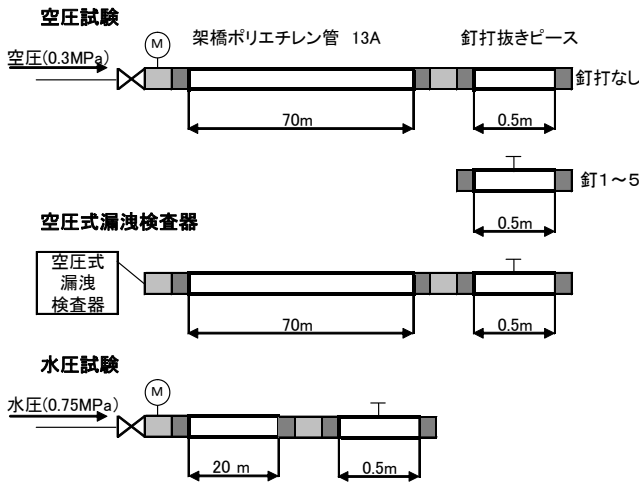 空圧試験
M
架橋ポリエチレン管 13A
釘打抜きピース
空圧(0.3MPa)
釘打なし
70m
0.5m
釘1～5
0.5m
空圧式漏洩検査器
空圧式
漏洩
検査器
70m
0.5m
水圧試験
M
水圧(0.75MPa)
20 m
0.5m